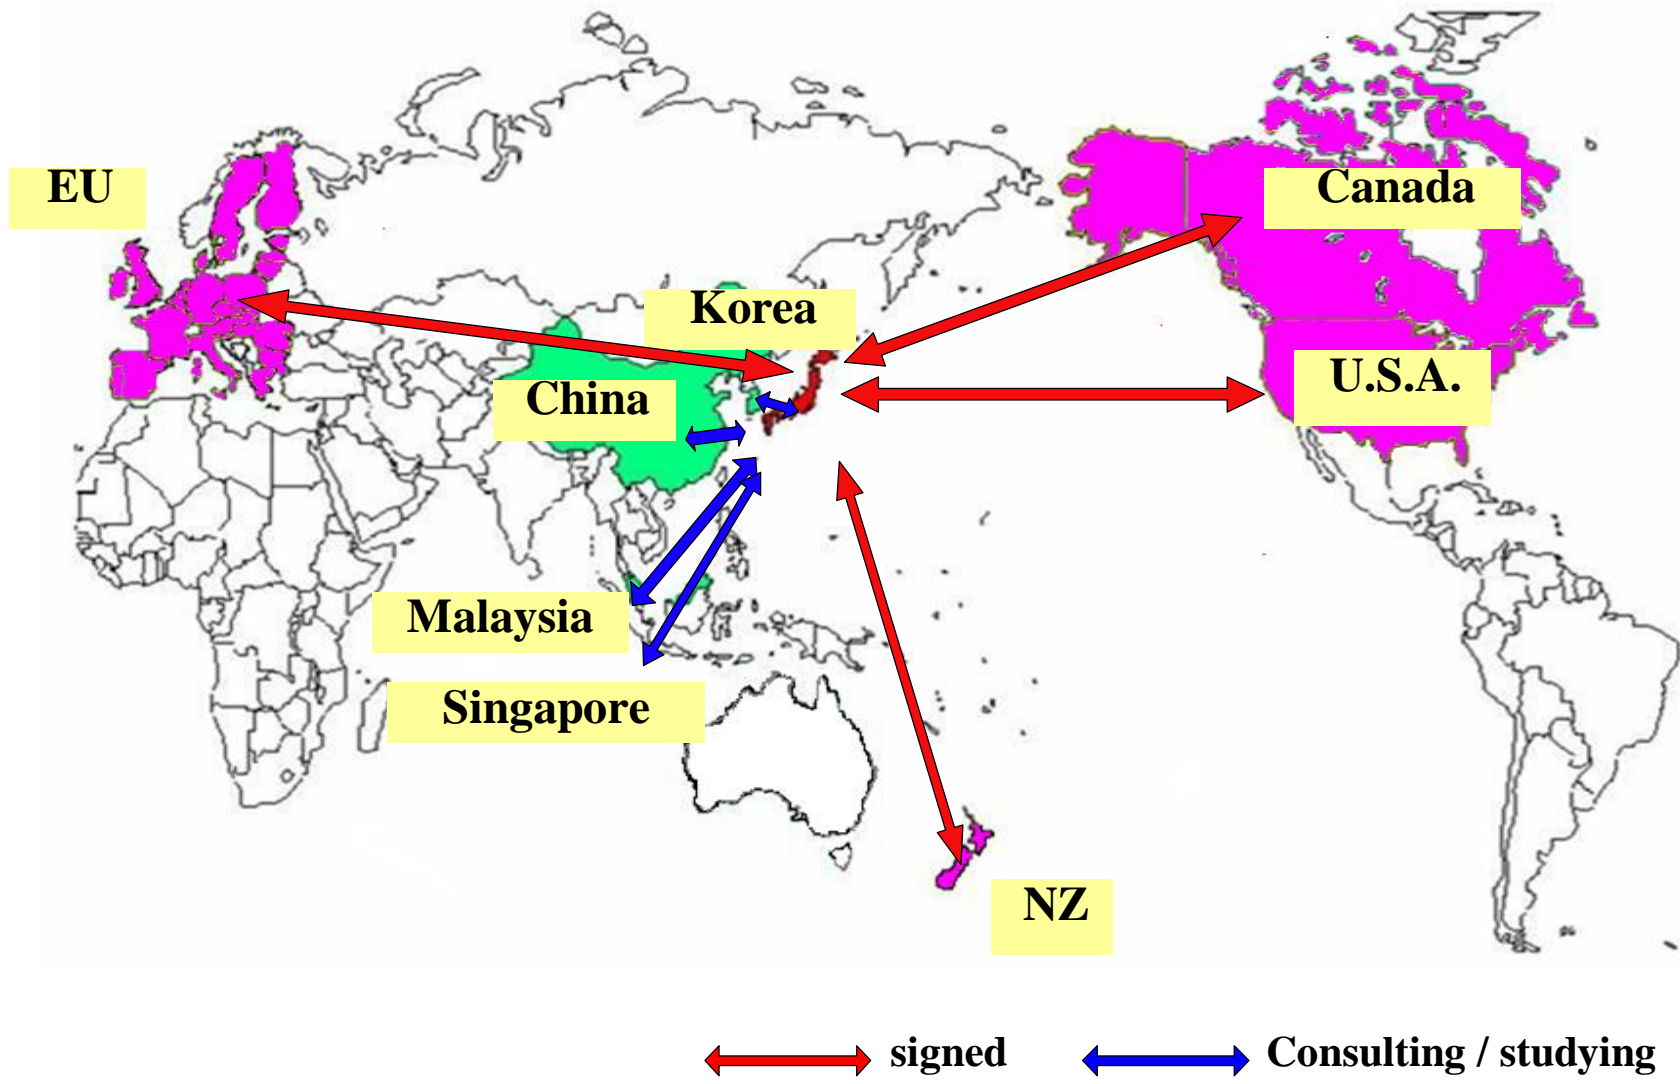 EU
Canada
Korea
U.S.A.
China
Malaysia
Singapore
NZ
signed
Consulting / studying